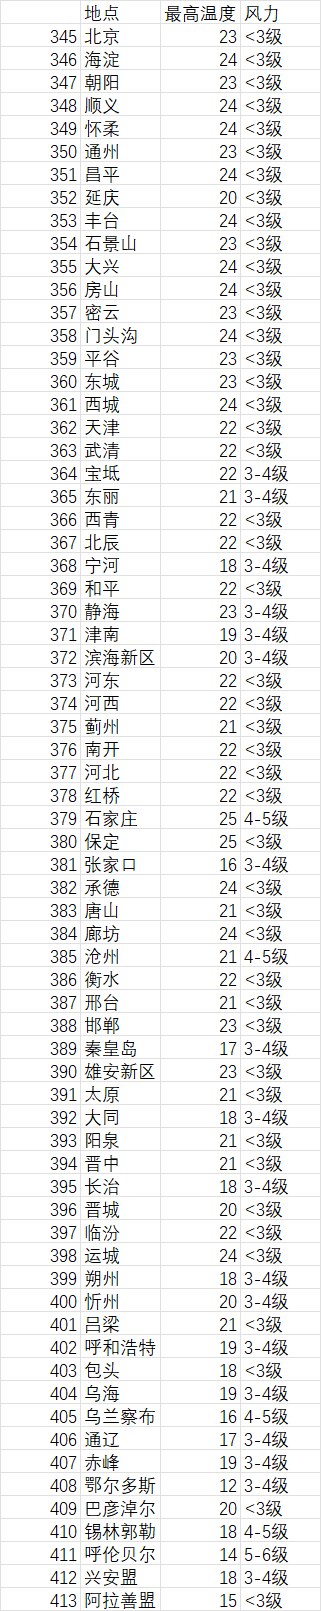 地点 最高温度 风力
345 北京 23 <3级
346 海淀 24 <3级
347 朝阳 23 <3级
348 顺义 24 <3级
349 怀柔 24 <3级
350 通州 23 <3级
351 昌平 24 <3级
352 延庆 20 <3级
353 丰台 24 <3级
354 石景山 23 <3级
355 大兴 24 <3级
356 房山 24 <3级
357 密云 23 <3级
358 门头沟 24 <3级
359 平谷 23 <3级
360 东城 23 <3级
361 西城 24 <3级
362 天津 22 <3级
363 武清 22 <3级
364 宝坻 22 3-4级
365 东丽 21 3-4级
366 西青 22 <3级
367 北辰 22 <3级
368 宁河 18 3-4级
369 和平 22 <3级
370 静海 23 3-4级
371 津南 19 3-4级
372 滨海新区 20 3-4级
373 河东 22 <3级
374 河西 22 <3级
375 蓟州 21 <3级
376 南开 22 <3级
377 河北 22 <3级
378 红桥 22 <3级
379 石家庄 25 4-5级
380 保定 25 <3级
381 张家口 16 3-4级
382 承德 24 <3级
383 唐山 21 <3级
384 廊坊 24 <3级
385 沧州 21 4-5级
386 衡水 22 <3级
387 邢台 21 <3级
388 邯郸 23 <3级
389 秦皇岛 17 3-4级
390 雄安新区 23 <3级
391 太原 21 <3级
392 大同 18 3-4级
393 阳泉 21 <3级
394 晋中 21 <3级
395 长治 18 3-4级
396 晋城 20 <3级
397 临汾 22 <3级
398 运城 24 <3级
399 朔州 18 3-4级
400 忻州 20 3-4级
401 吕梁 21 <3级
402 呼和浩特 19 3-4级
403 包头 18 <3级
404 乌海 19 3-4级
405 乌兰察布 16 4-5级
406 通辽 17 3-4级
407 赤峰 19 3-4级
408 鄂尔多斯 12 3-4级
409 巴彦淖尔 20 <3级
410 锡林郭勒 18 4-5级
411 呼伦贝尔 14 5-6级
412 兴安盟 18 3-4级
413 阿拉善盟 15 <3级